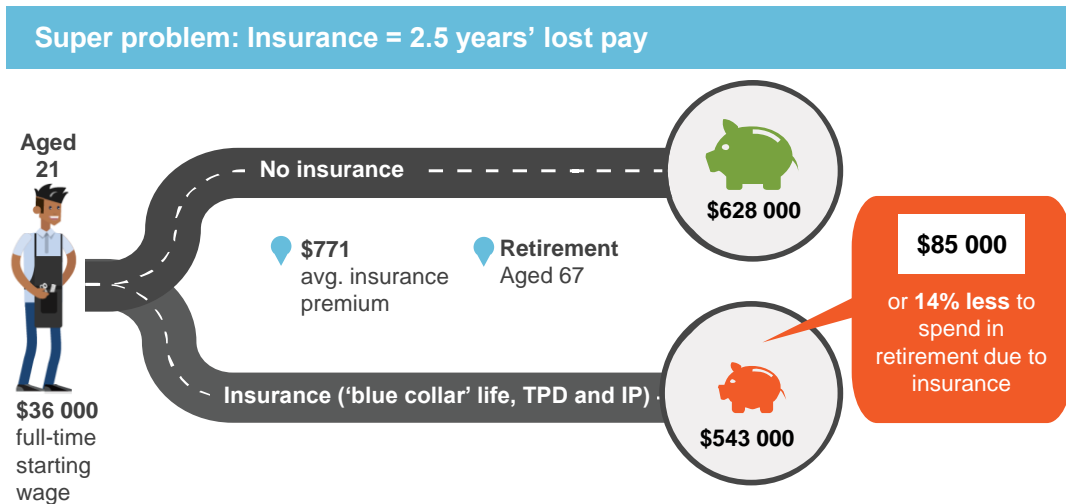 Super problem: Insurance = 2.5 years’ lost pay
Aged
21
$36 000
full-time
starting
wage
No insurance
$771
avg. insurance
premium
Retirement
Aged 67
Insurance (‘blue collar’ life, TPD and IP)
$628 000
$543 000
$85 000
or 14% less to
spend in
retirement due to
insurance